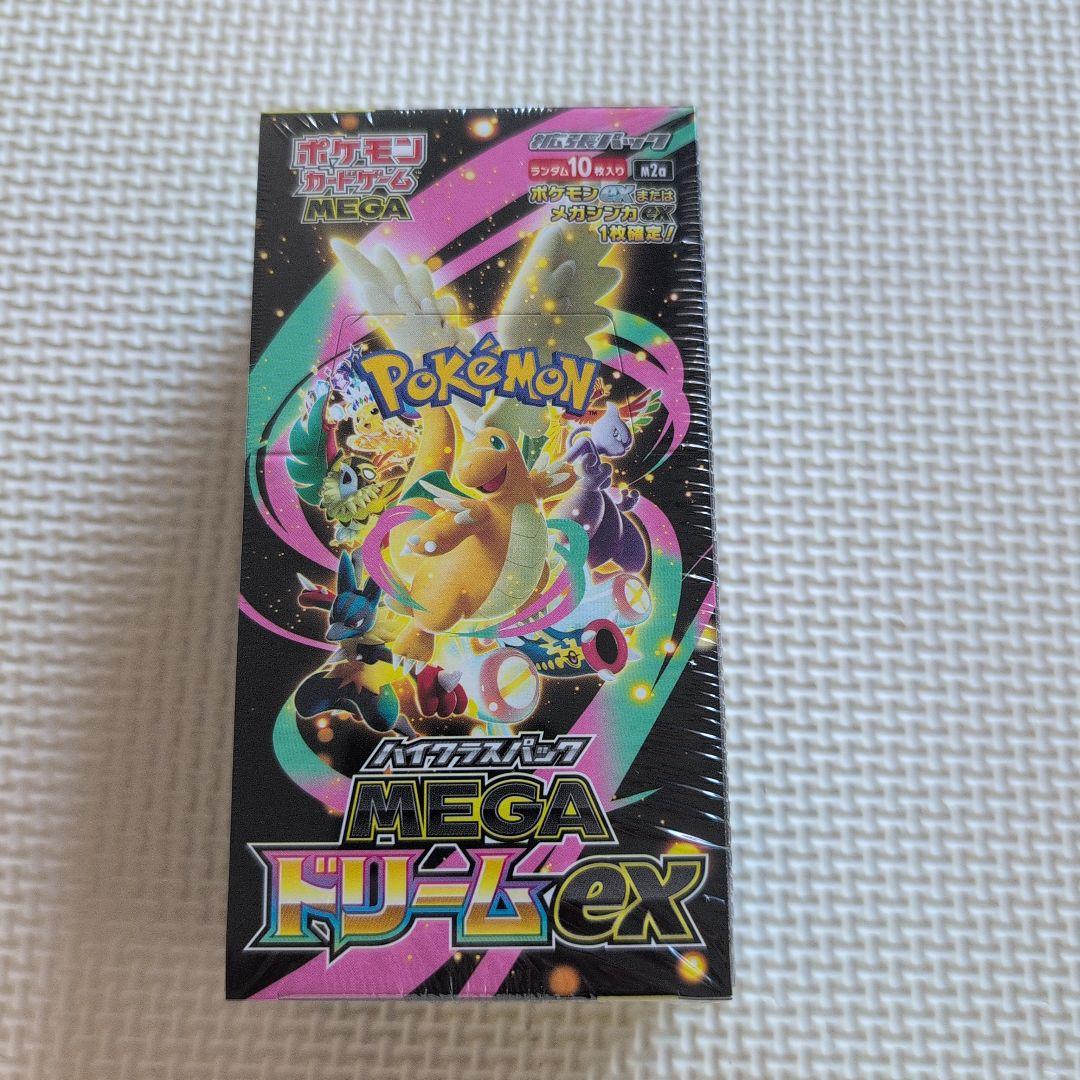 ポケモン
カードゲーム™
MEGA
拡張パック
ランダム10枚入り M2a
ポケモンexまたは
メガシンカex
1枚確定!
POKÉMON™
ハイクラスパック
MEGA
ドリームex